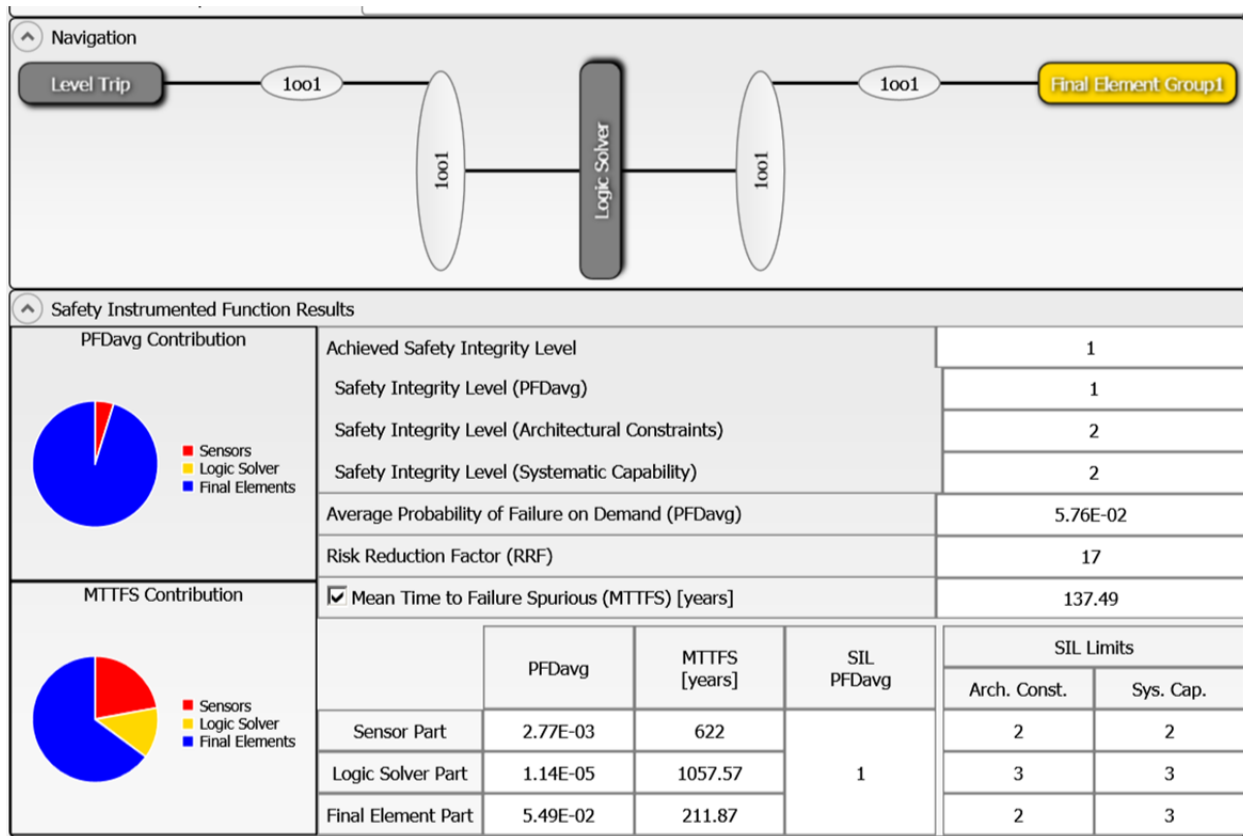 Navigation
Level Trip
1oo1
1oo1
Logic Solver
1oo1
1oo1
Final Element Group1
Safety Instrumented Function Results
PFDavg Contribution
Sensors
Logic Solver
Final Elements
MTTFS Contribution
Sensors
Logic Solver
Final Elements
Achieved Safety Integrity Level 1
Safety Integrity Level (PFDavg) 1
Safety Integrity Level (Architectural Constraints) 2
Safety Integrity Level (Systematic Capability) 2
Average Probability of Failure on Demand (PFDavg) 5.76E-02
Risk Reduction Factor (RRF) 17
Mean Time to Failure Spurious (MTTFS) [years] 137.49
PFDavg
MTTFS
[years]
SIL
PFDavg
SIL Limits
Arch. Const. Sys. Cap.
Sensor Part 2.77E-03 622 2 2
Logic Solver Part 1.14E-05 1057.57 1 3 3
Final Element Part 5.49E-02 211.87 2 3